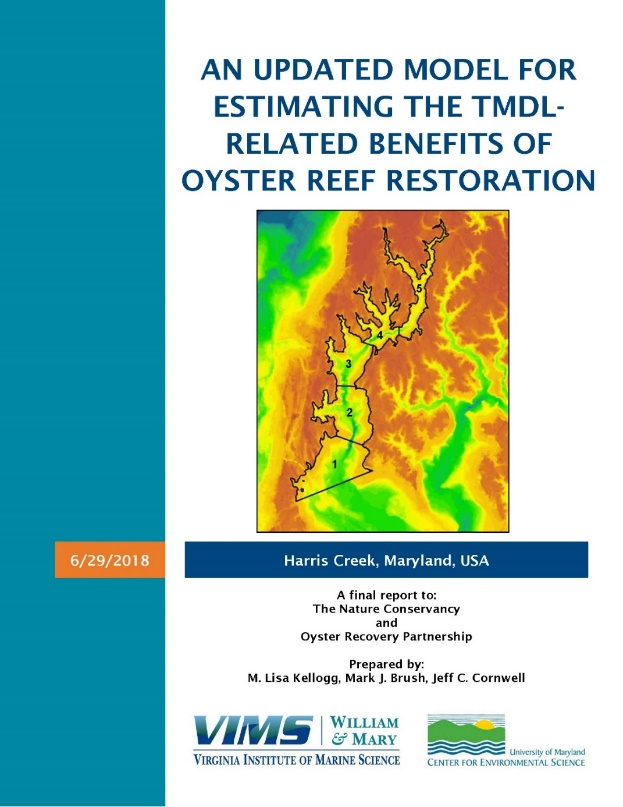 AN UPDATED MODEL FOR
ESTIMATING THE TMDL-
RELATED BENEFITS OF
OYSTER REEF RESTORATION
5
4
3
2
1
6/29/2018
Harris Creek, Maryland, USA
A final report to:
The Nature Conservancy
and
Oyster Recovery Partnership
Prepared by:
M. Lisa Kellogg, Mark J. Brush, Jeff C. Cornwell
VIMS
WILLIAM
& MARY
VIRGINIA INSTITUTE OF MARINE SCIENCE
University of Maryland
CENTER FOR ENVIRONMENTAL SCIENCE